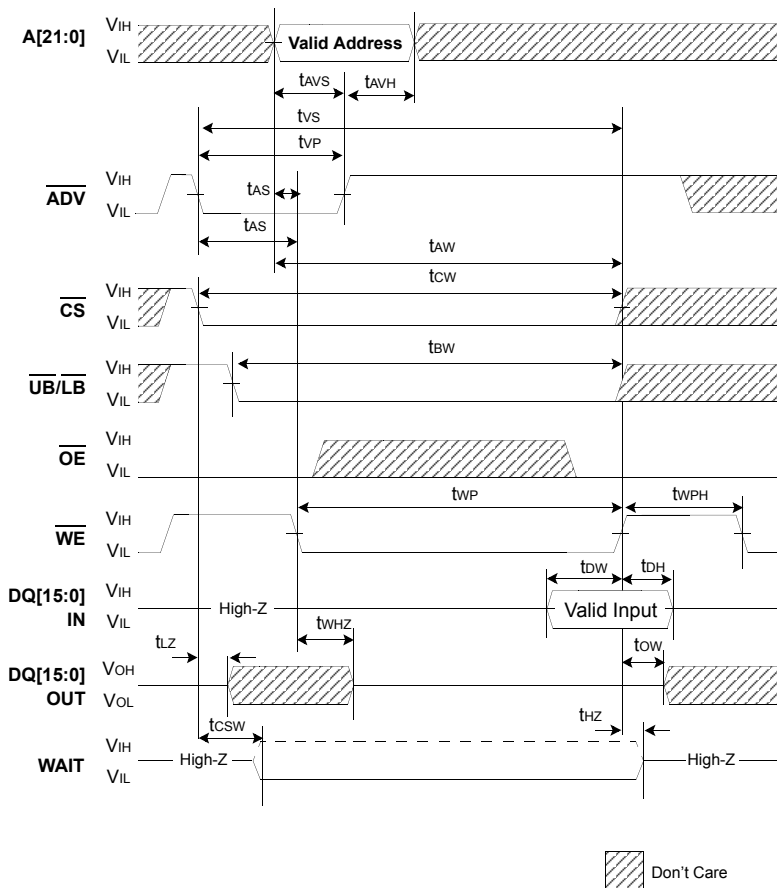 A[21:0] VIH VIL Valid Address
tAVS tAVH
tVS
tVP
ADV VIH VIL tAS
tAS
tAW
CS VIH VIL tCW
UB/LB VIH VIL tBW
OE VIH VIL
WE VIH VIL tWP tWPH
DQ[15:0] IN VIH VIL High-Z tDW tDH Valid Input
tLZ tWHZ tOW
DQ[15:0] OUT VOH VOL
tCSW tHZ
WAIT VIH VIL High-Z High-Z
Don't Care